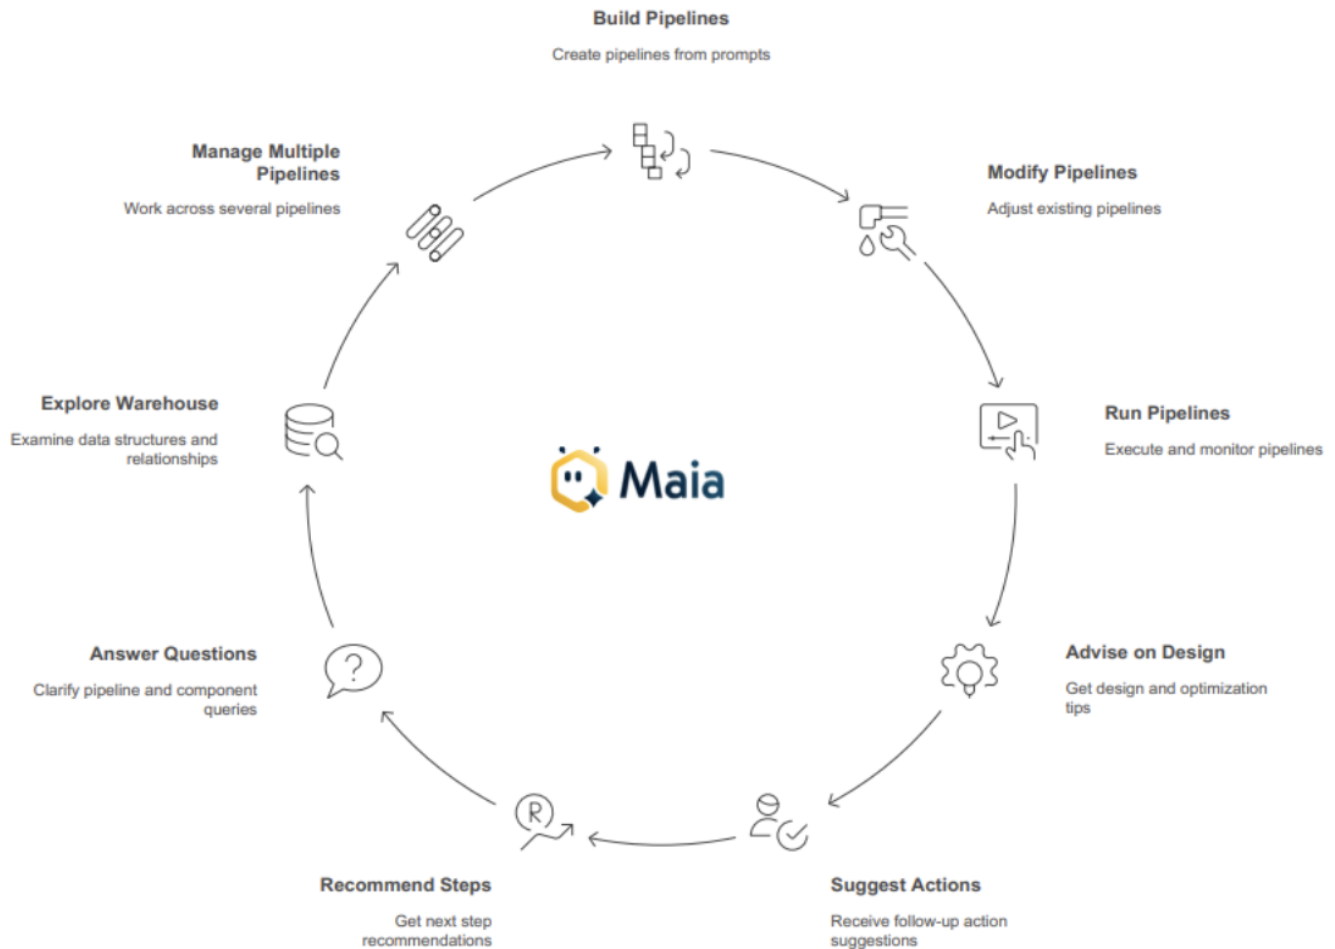 Build Pipelines
Create pipelines from prompts
Modify Pipelines
Adjust existing pipelines
Run Pipelines
Execute and monitor pipelines
Advise on Design
Get design and optimization
tips
Suggest Actions
Receive follow-up action
suggestions
R
Recommend Steps
Get next step
recommendations
?
Answer Questions
Clarify pipeline and component
queries
Explore Warehouse
Examine data structures and
relationships
Manage Multiple
Pipelines
Work across several pipelines
Maia